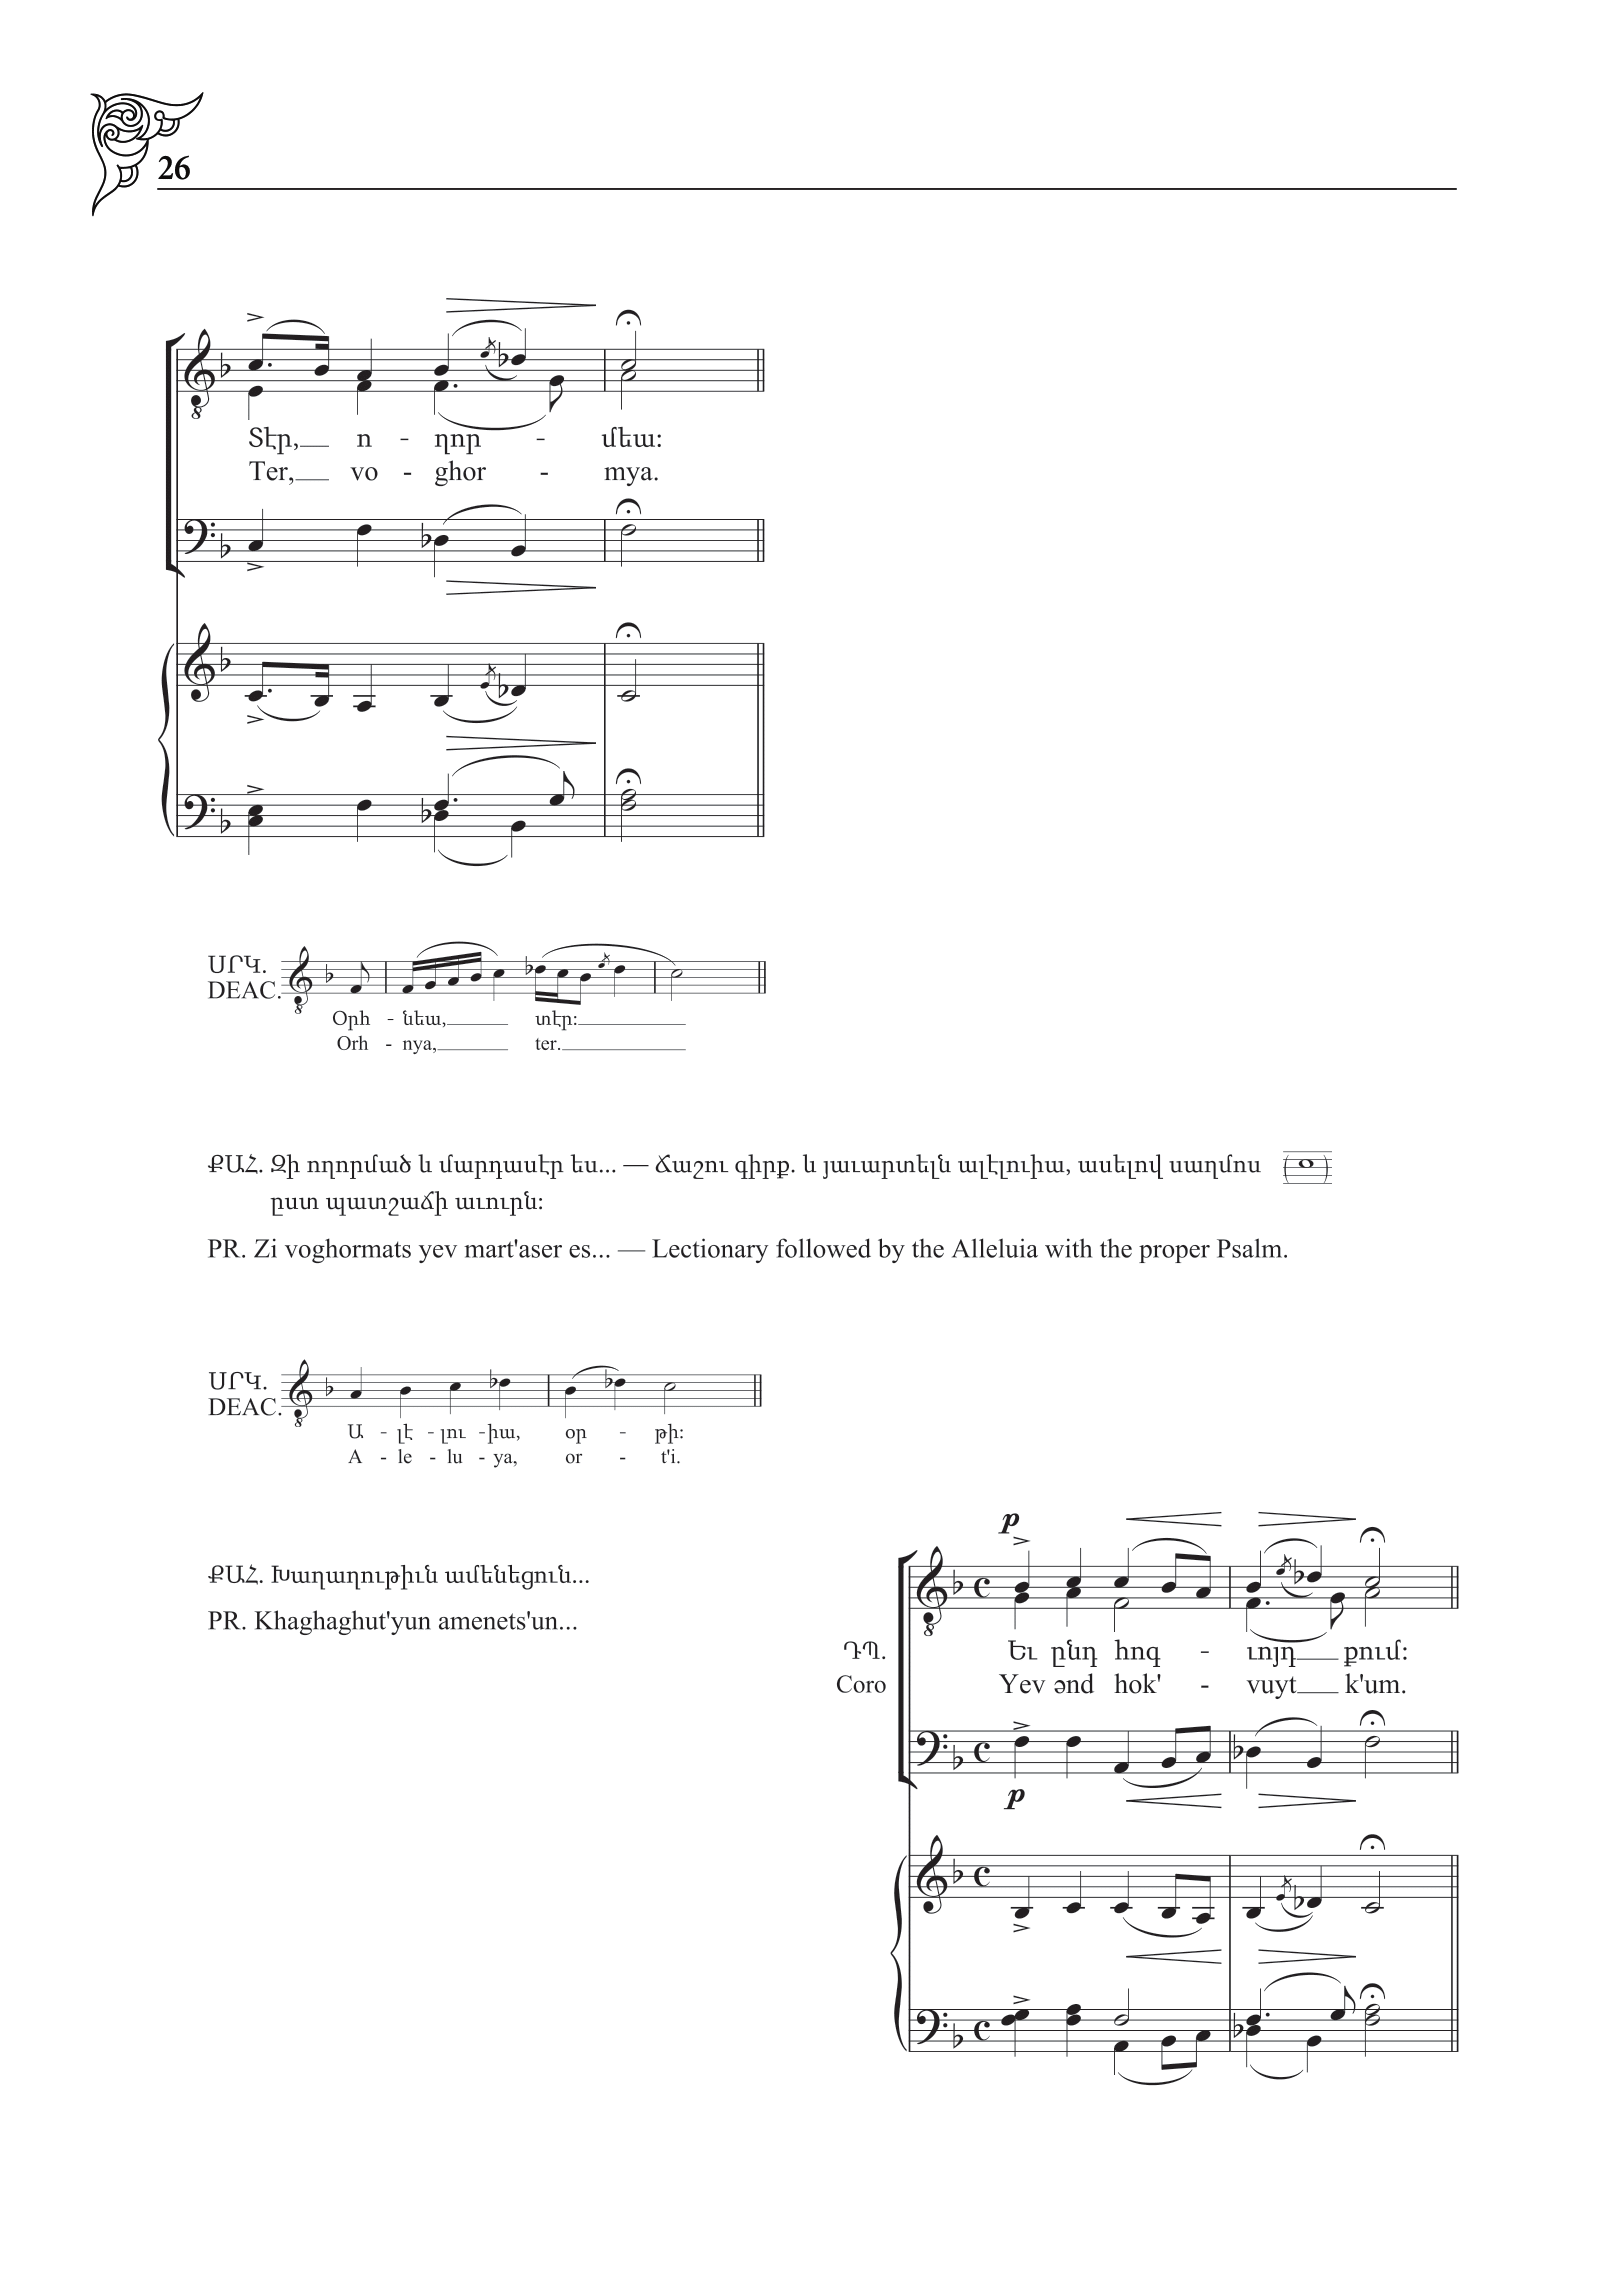 26
Տէր, ո - ղոր - մեա:
Ter, vo - ghor - mya.
ՍՐԿ.
DEAC.
Օրհ - նեա, տէր:
Orh - nya, ter.
ՔԱՀ. Զի ողորմած և մարդասէր ես... — Ճաշու գիրք. և յաւարտելն ալէլուիա, ասելով սաղմոս
ըստ պատշաճի աւուրն:
PR. Zi voghormats yev mart'aser es... — Lectionary followed by the Alleluia with the proper Psalm.
ՍՐԿ.
DEAC.
Ա - լէ - լու - իա, օր - թի:
A - le - lu - ya, or - t'i.
p
ՔԱՀ. Խաղաղութիւն ամենեցուն...
PR. Khaghaghut'yun amenets'un...
ԴՊ. Եւ ընդ հոգ - ւոյդ քում:
Coro Yev ənd hok' - vuyt k'um.
p